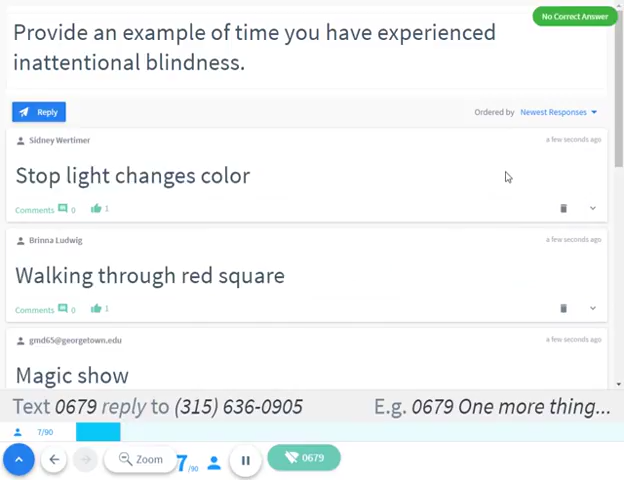 No Correct Answer
Provide an example of time you have experienced
inattentional blindness.
Reply
Ordered by Newest Responses
Sidney Wertimer
a few seconds ago
Stop light changes color
Comments 0 1
Brinna Ludwig
a few seconds ago
Walking through red square
Comments 0 1
gmd65@georgetown.edu
a few seconds ago
Magic show
Text 0679 reply to (315) 636-0905
E.g. 0679 One more thing...
7/90
Zoom
7/90
0679